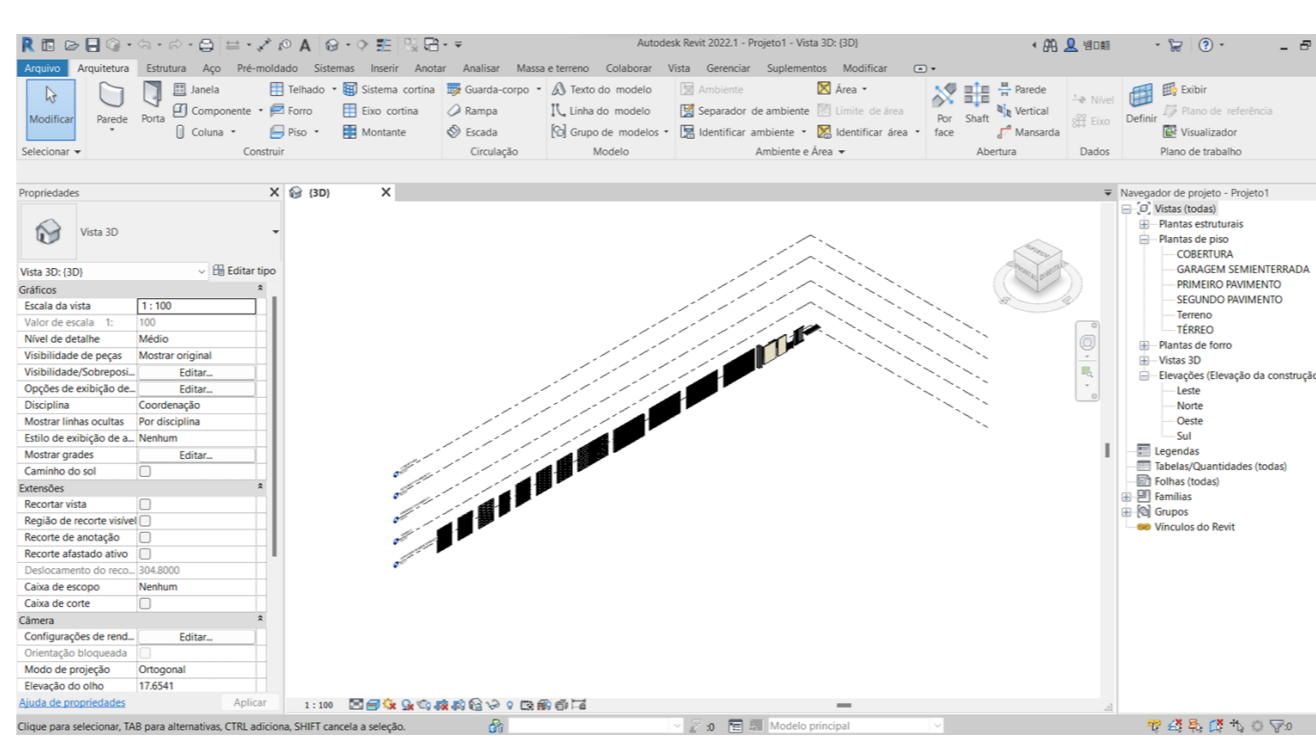 Autodesk Revit 2022.1 - Projeto1 - Vista 3D: {3D}
Arquivo Arquitetura Estrutura Aço Pré-moldado Sistemas Inserir Anotar Analisar Massa e terreno Colaborar Vista Gerenciar Suplementos Modificar
Modificar
Parede
Porta
Janela
Componente
Coluna
Telhado
Forro
Piso
Sistema cortina
Eixo cortina
Montante
Guarda-corpo
Rampa
Escada
Texto do modelo
Linha do modelo
Grupo de modelos
Ambiente
Separador de ambiente
Identificar ambiente
Área
Limite de área
Identificar área
Por face
Shaft
Parede
Vertical
Mansarda
Nível
Eixo
Definir
Exibir
Plano de referência
Visualizador
Selecionar Construir Circulação Modelo Ambiente e Área Abertura Dados Plano de trabalho
Propriedades
Vista 3D
Vista 3D: {3D} Editar tipo
Gráficos
Escala da vista 1 : 100
Valor de escala 1: 100
Nível de detalhe Médio
Visibilidade de peças Mostrar original
Visibilidade/Sobreposi... Editar...
Opções de exibição de... Editar...
Disciplina Coordenação
Mostrar linhas ocultas Por disciplina
Estilo de exibição de a... Nenhum
Mostrar grades Editar...
Caminho do sol
Extensões
Recortar vista
Região de recorte visível
Recorte de anotação
Recorte afastado ativo
Deslocamento do reco... 304.8000
Caixa de escopo Nenhum
Caixa de corte
Câmera
Configurações de rend... Editar...
Orientação bloqueada
Modo de projeção Ortogonal
Elevação do olho 17.6541
Ajuda de propriedades Aplicar
{3D}
1 : 100
Navegador de projeto - Projeto1
Vistas (todas)
Plantas estruturais
Plantas de piso
COBERTURA
GARAGEM SEMIENTERRADA
PRIMEIRO PAVIMENTO
SEGUNDO PAVIMENTO
Terreno
TÉRREO
Plantas de forro
Vistas 3D
Elevações (Elevação da construção
Leste
Norte
Oeste
Sul
Legendas
Tabelas/Quantidades (todas)
Folhas (todas)
Famílias
Grupos
Vínculos do Revit
Clique para selecionar, TAB para alternativas, CTRL adiciona, SHIFT cancela a seleção. :0 Modelo principal :0